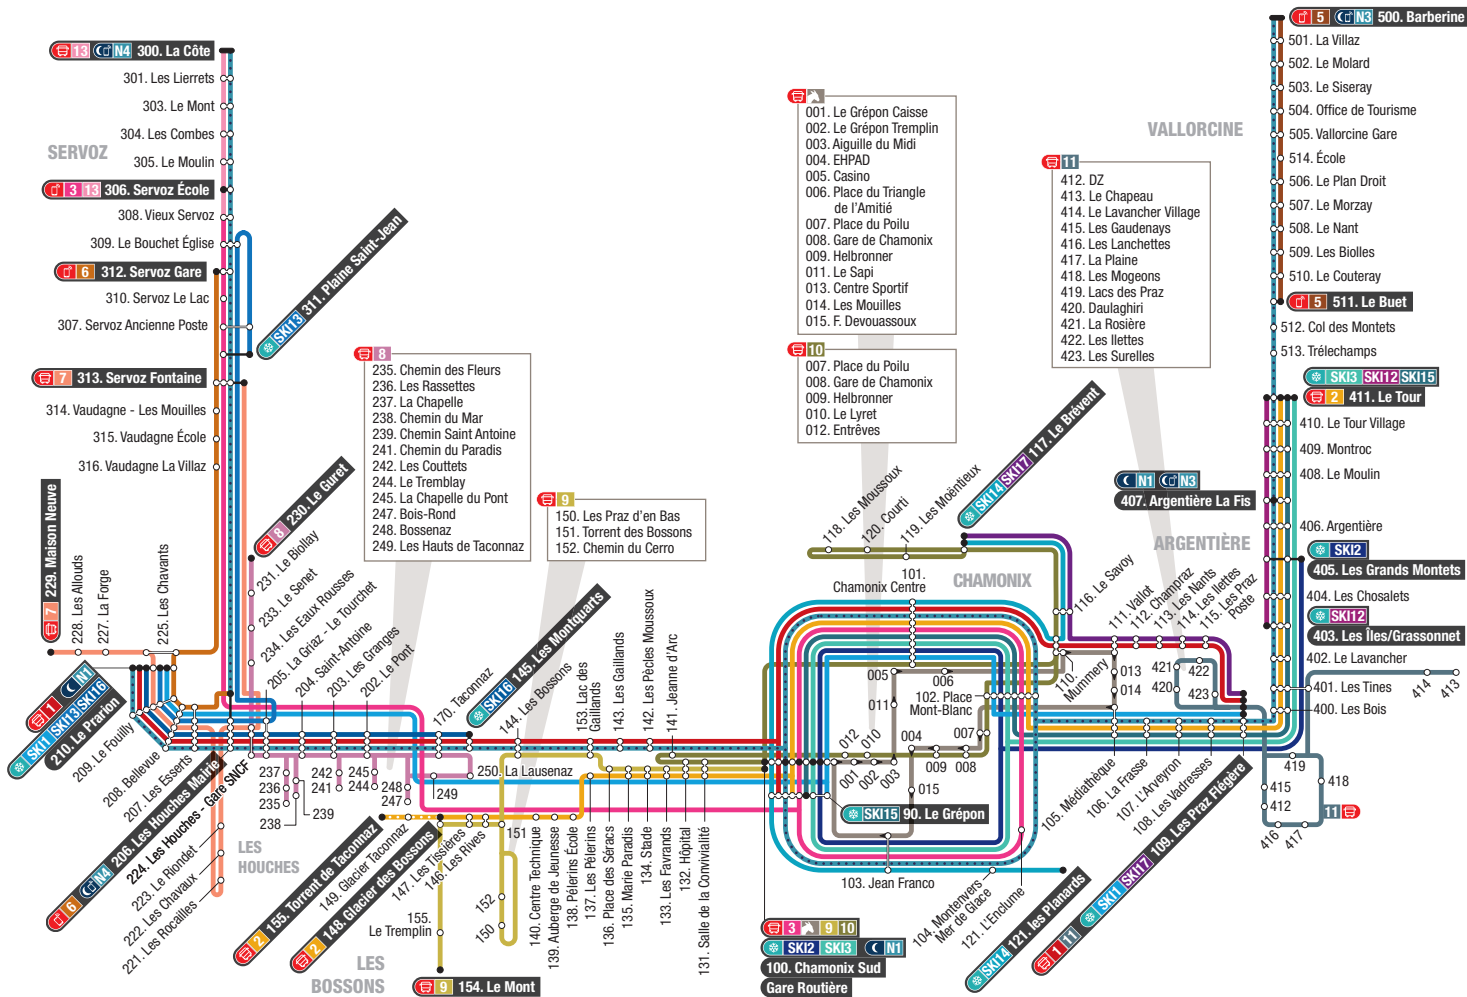 13 N4 300. La Côte
301. Les Lierrets
303. Le Mont
304. Les Combes
SERVOZ
305. Le Moulin
3 13 306. Servoz École
308. Vieux Servoz
309. Le Bouchet Église
6 312. Servoz Gare
310. Servoz Le Lac
307. Servoz Ancienne Poste
SKI13 311. Plaine Saint-Jean
7 313. Servoz Fontaine
314. Vaudagne - Les Mouilles
315. Vaudagne École
316. Vaudagne La Villaz
7 229. Maison Neuve
228. Les Allouds
227. La Forge
225. Les Chavants
8 230. Le Guret
231. Le Biollay
233. Le Senet
234. Les Eaux Rousses
205. La Griaz - Le Tourchet
204. Saint-Antoine
203. Les Granges
202. Le Pont
170. Taconnaz
8
235. Chemin des Fleurs
236. Les Rassettes
237. La Chapelle
238. Chemin du Mar
239. Chemin Saint Antoine
241. Chemin du Paradis
242. Les Couttets
244. Le Tremblay
245. La Chapelle du Pont
247. Bois-Rond
248. Bossenaz
249. Les Hauts de Taconnaz
9
150. Les Praz d'en Bas
151. Torrent des Bossons
152. Chemin du Cerro
SKI16 145. Les Montquarts
144. Les Bossons
153. Lac des
Gaillands
143. Les Gaillands
142. Les Pècles Moussoux
141. Jeanne d'Arc
1 N1
SKI1 SKI13 SKI16
210. Le Prarion
209. Le Fouilly
208. Bellevue
207. Les Esserts
6 N4 206. Les Houches Mairie
224. Les Houches - Gare SNCF
223. Le Riondet
222. Les Chavaux
221. Les Rocailles
237
236
235
238
239
242
241
245
244
248
247
249
250. La Lausenaz
LES
HOUCHES
2 155. Torrent de Taconnaz
149. Glacier Taconnaz
2 148. Glacier des Bossons
147. Les Tissières
146. Les Rives
151
152
150
155.
Le Tremplin
LES
BOSSONS
9 154. Le Mont
140. Centre Technique
139. Auberge de Jeunesse
138. Pélerins École
137. Les Pélerins
136. Place des Séracs
135. Marie Paradis
134. Stade
133. Les Favrands
132. Hôpital
131. Salle de la Convivialité
001. Le Grépon Caisse
002. Le Grépon Tremplin
003. Aiguille du Midi
004. EHPAD
005. Casino
006. Place du Triangle
de l'Amitié
007. Place du Poilu
008. Gare de Chamonix
009. Helbronner
011. Le Sapi
013. Centre Sportif
014. Les Mouilles
015. F. Devouassoux
10
007. Place du Poilu
008. Gare de Chamonix
009. Helbronner
010. Le Lyret
012. Entrêves
118. Les Moussoux
120. Courti
119. Les Moëntieux
SKI14 SKI17 117. Le Brévent
CHAMONIX
101.
Chamonix Centre
116. Le Savoy
005
006
011
102. Place
Mont-Blanc
110.
Mummery
012
010
004
007
001
002
003
009
008
015
013
014
SKI15 90. Le Grépon
103. Jean Franco
104. Montenvers
Mer de Glace
121. L'Enclume
SKI14 121. les Planards
3 9 10
SKI2 SKI3 N1
100. Chamonix Sud
Gare Routière
105. Médiathèque
106. La Frasse
107. L'Arveyron
108. Les Vadresses
1 11 SKI1 SKI17 109. Les Praz Flégère
111. Vallot
112. Champraz
113. Les Nants
114. Les Ilettes
115. Les Praz
Poste
421
420
422
423
11
412. DZ
413. Le Chapeau
414. Le Lavancher Village
415. Les Gaudenays
416. Les Lanchettes
417. La Plaine
418. Les Mogeons
419. Lacs des Praz
420. Daulaghiri
421. La Rosière
422. Les Ilettes
423. Les Surelles
VALLORCINE
5 N3 500. Barberine
501. La Villaz
502. Le Molard
503. Le Siseray
504. Office de Tourisme
505. Vallorcine Gare
514. École
506. Le Plan Droit
507. Le Morzay
508. Le Nant
509. Les Biolles
510. Le Couteray
5 511. Le Buet
512. Col des Montets
513. Trélechamps
SKI3 SKI12 SKI15
2 411. Le Tour
410. Le Tour Village
409. Montroc
408. Le Moulin
N1 N3
407. Argentière La Fis
406. Argentière
ARGENTIÈRE
SKI2
405. Les Grands Montets
404. Les Chosalets
SKI12
403. Les Îles/Grassonnet
402. Le Lavancher
401. Les Tines
400. Les Bois
414
413
419
418
415
412
416
417
11